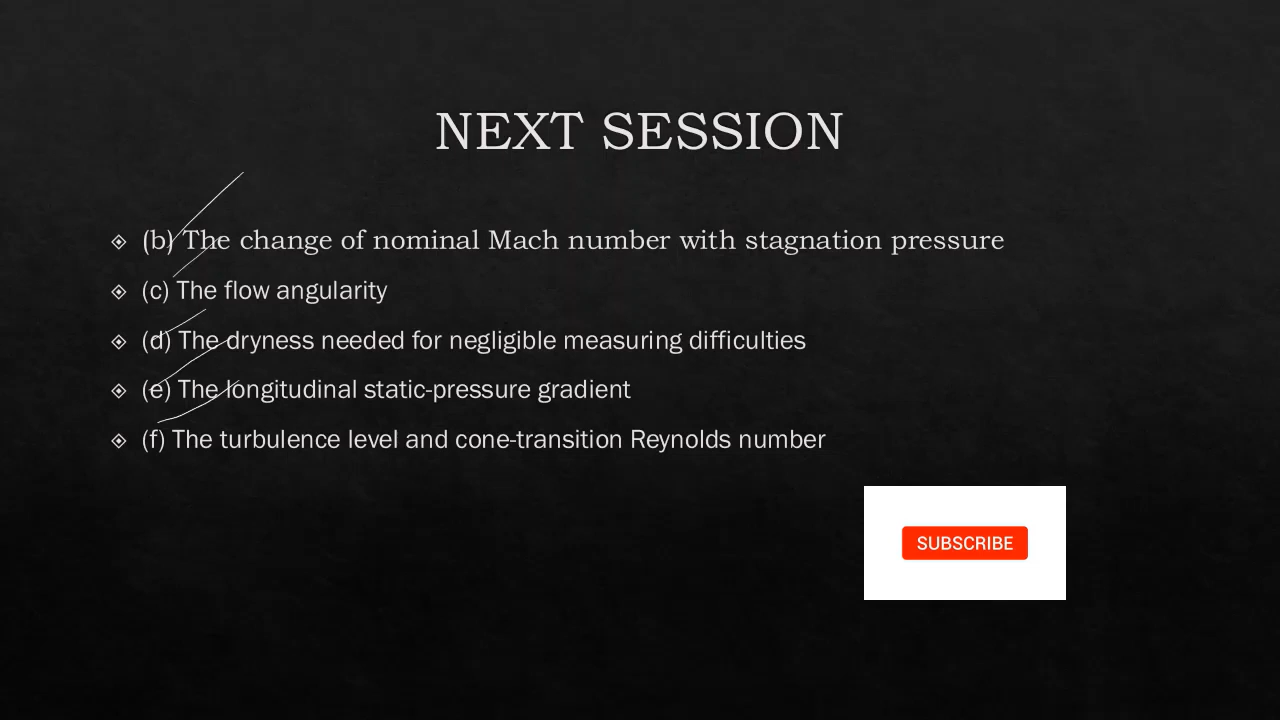 NEXT SESSION
(b) The change of nominal Mach number with stagnation pressure
(c) The flow angularity
(d) The dryness needed for negligible measuring difficulties
(e) The longitudinal static-pressure gradient
(f) The turbulence level and cone-transition Reynolds number
SUBSCRIBE